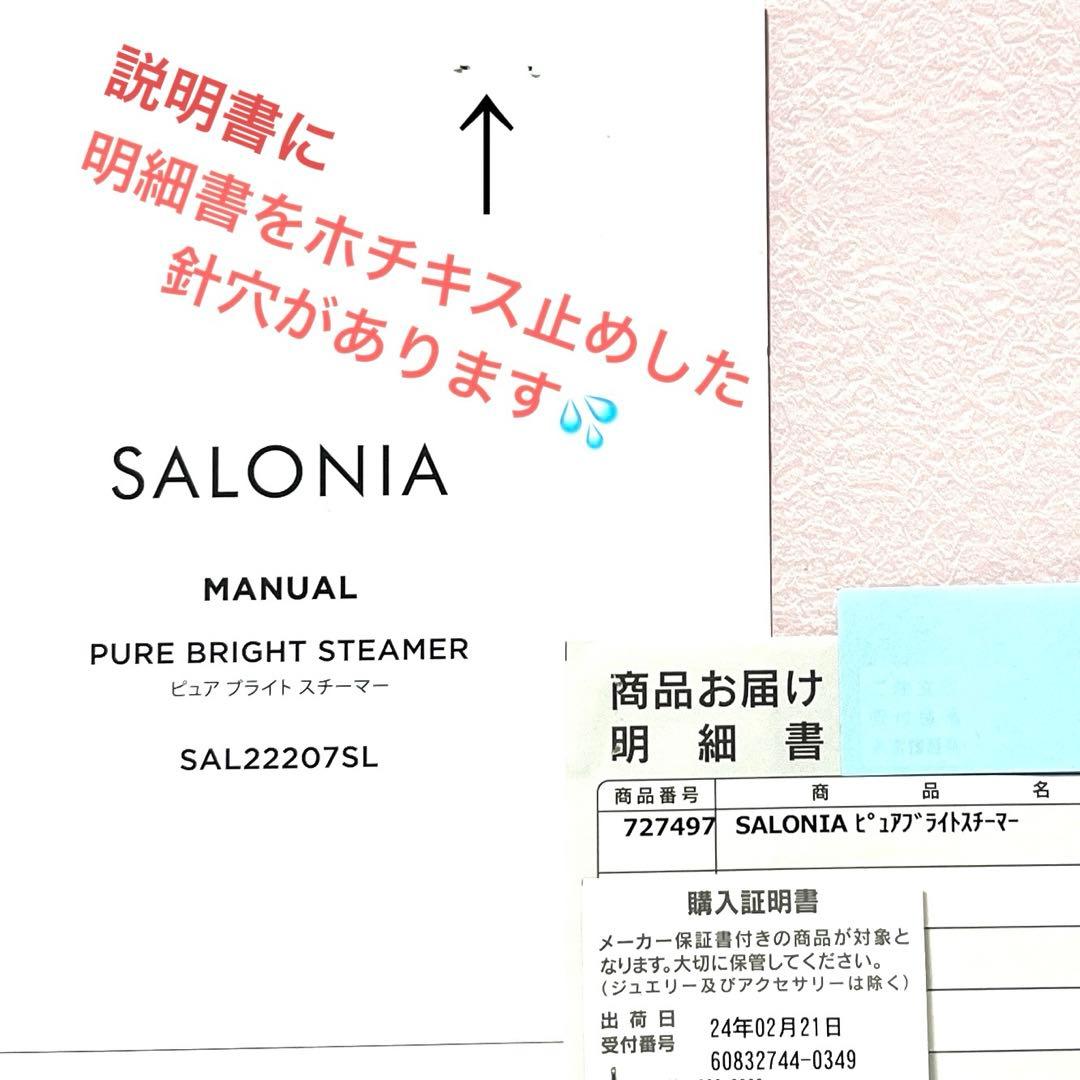 説明書に
明細書をホチキス止めした
針穴があります💦
SALONIA
MANUAL
PURE BRIGHT STEAMER
ピュア ブライト スチーマー
SAL22207SL
商品お届け
明細書
商品番号 商品名
727497 SALONIA ﾋﾟｭｱﾌﾞﾗｲﾄｽﾁｰﾏｰ
購入証明書
メーカー保証書付きの商品が対象と
なります。大切に保管してください。
(ジュエリー及びアクセサリーは除く)
出荷日 24年02月21日
受付番号 60832744-0349